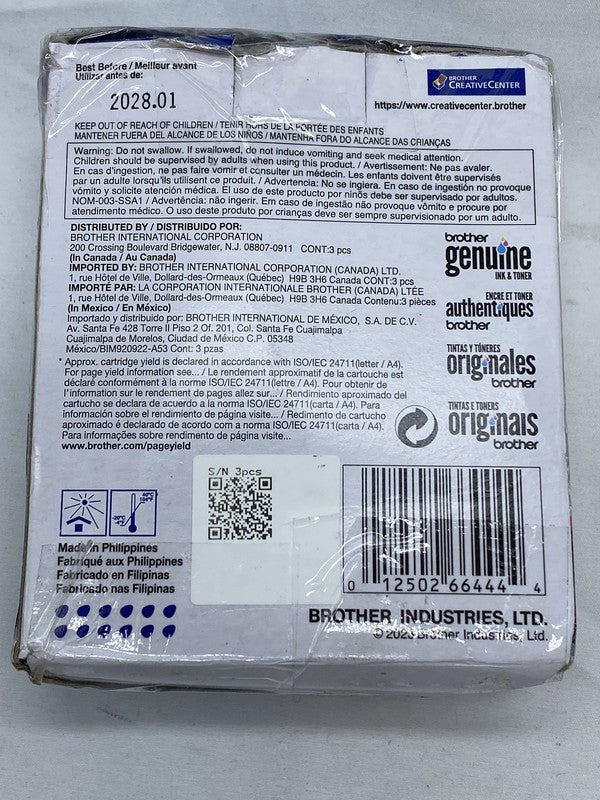 Best Before / Meilleur avant
Utilizar antes de:
2028.01
BROTHER
CREATIVECENTER
https://www.creativecenter.brother
KEEP OUT OF REACH OF CHILDREN / TENIR HORS DE LA PORTÉE DES ENFANTS
MANTENER FUERA DEL ALCANCE DE LOS NIÑOS / MANTENHA FORA DO ALCANCE DAS CRIANÇAS
Warning: Do not swallow. If swallowed, do not induce vomiting and seek medical attention.
Children should be supervised by adults when using this product. / Avertissement: Ne pas avaler.
En cas d'ingestion, ne pas faire vomir et consulter un médecin. Les enfants doivent être supervisés
par un adulte lorsqu'ils utilisent ce produit. / Advertencia: No se ingiera. En caso de ingestión no provoque
vómito y solicite atención médica. El uso de este producto por niños debe ser supervisado por adultos.
NOM-003-SSA1 / Advertência: não ingerir. Em caso de ingestão não provoque vômito e procure por
atendimento médico. O uso deste produto por crianças deve ser sempre supervisionado por um adulto.
DISTRIBUTED BY / DISTRIBUIDO POR:
BROTHER INTERNATIONAL CORPORATION
200 Crossing Boulevard Bridgewater, N.J. 08807-0911 CONT:3 pcs
(In Canada / Au Canada)
IMPORTED BY: BROTHER INTERNATIONAL CORPORATION (CANADA) LTD.
1, rue Hôtel de Ville, Dollard-des-Ormeaux (Québec) H9B 3H6 Canada CONT:3 pcs
IMPORTÉ PAR: LA CORPORATION INTERNATIONALE BROTHER (CANADA) LTÉE
1, rue Hôtel de Ville, Dollard-des-Ormeaux (Québec) H9B 3H6 Canada Contenu:3 pièces
(In Mexico / En México)
Importado y distribuido por: BROTHER INTERNATIONAL DE MÉXICO, S.A. DE C.V.
Av. Santa Fe 428 Torre II Piso 2 Of. 201, Col. Santa Fe Cuajimalpa
Cuajimalpa de Morelos, Ciudad de México C.P. 05348
México/BIM920922-A53 Cont: 3 pzas
* Approx. cartridge yield is declared in accordance with ISO/IEC 24711(letter / A4).
For page yield information see... / Le rendement approximatif de la cartouche est
déclaré conformément à la norme ISO/IEC 24711(lettre / A4). Pour obtenir de
l'information sur le rendement de pages allez sur... / Rendimiento aproximado del
cartucho se declara de acuerdo a la norma ISO/IEC 24711(carta / A4). Para
información sobre el rendimiento de página visite... / Redimento de cartucho
aproximado é declarado de acordo com a norma ISO/IEC 24711(carta / A4).
Para informações sobre rendimento de página visite...
www.brother.com/pageyield
brother
genuine
INK & TONER
ENCRE ET TONER
authentiques
brother
TINTAS Y TÓNERES
originales
brother
TINTAS E TONERS
originais
brother
S/N 3pcs
40°C
104°F
-20°C
-4°F
Made in Philippines
Fabriqué aux Philippines
Fabricado en Filipinas
Fabricado nas Filipinas
0 12502 66444 4
BROTHER INDUSTRIES, LTD.
© 2023 Brother Industries, Ltd.